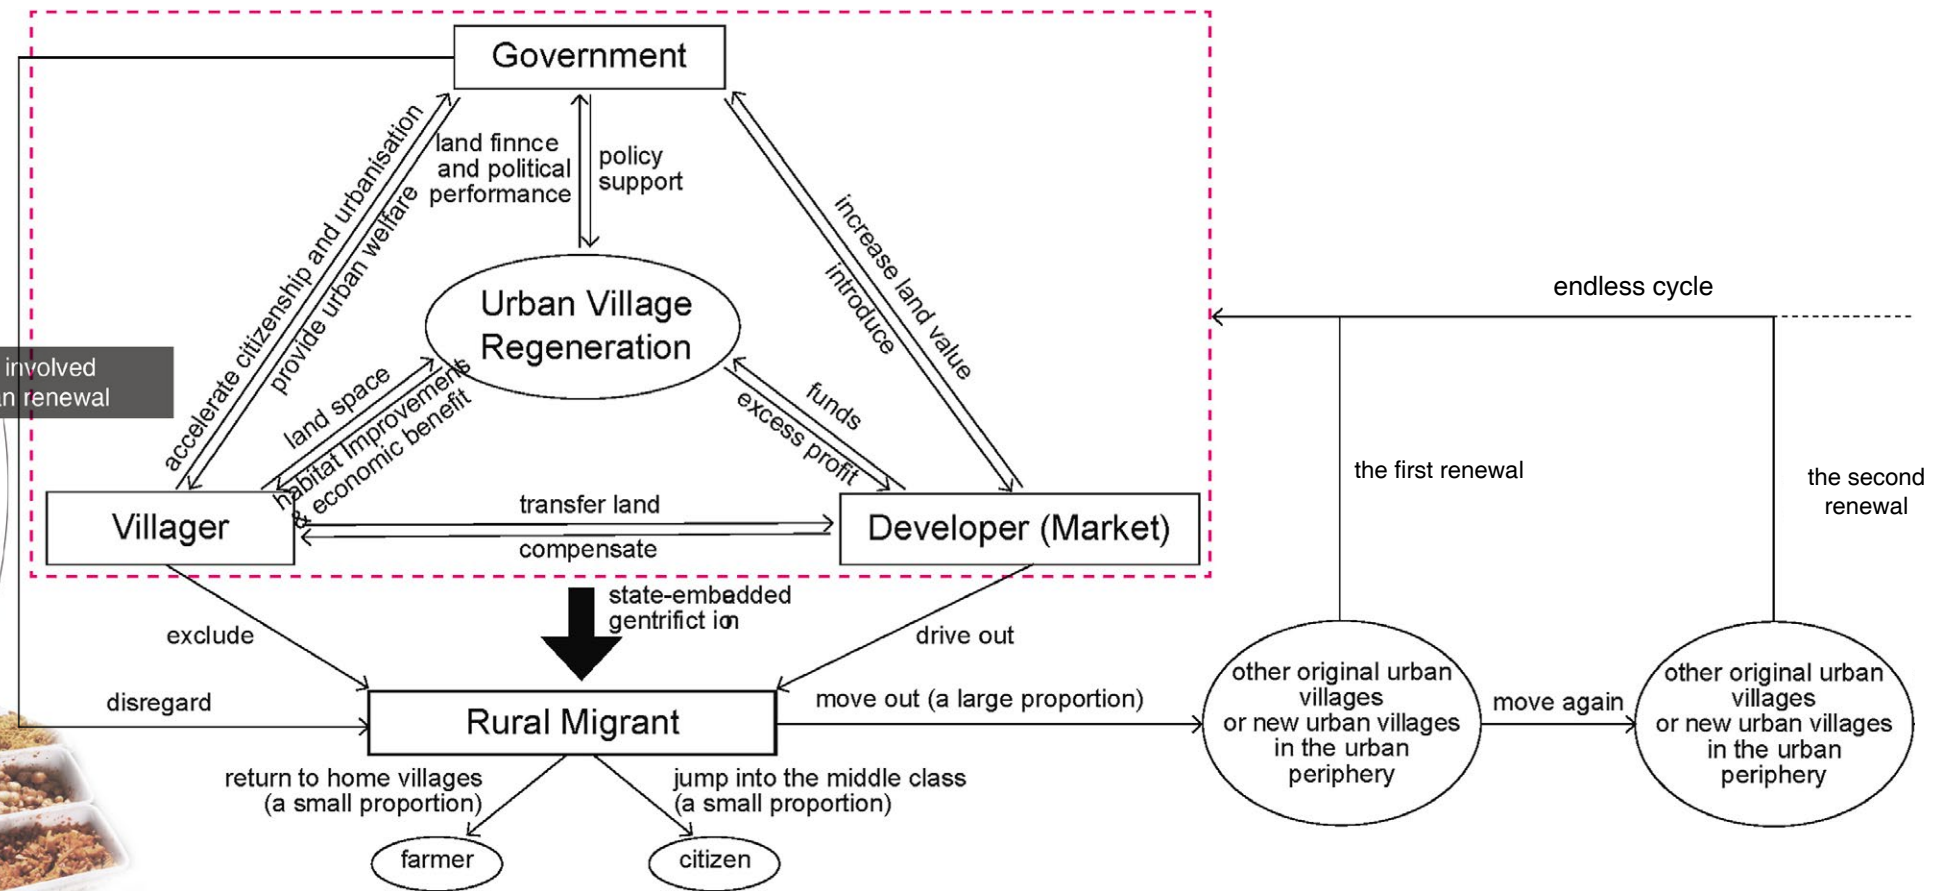 Government
accelerate citizenship and urbanisation
provide urban welfare
land finnce
and political
performance
policy
support
increase land value
introduce
Urban Village
Regeneration
endless cycle
involved
renewal
land space
habitat Improvements
& economic benefit
funds
excess profit
the first renewal
the second
renewal
Villager
transfer land
compensate
Developer (Market)
state-embedded
gentrifict ion
exclude
drive out
disregard
Rural Migrant
move out (a large proportion)
other original urban
villages
or new urban villages
in the urban
periphery
move again
other original urban
villages
or new urban villages
in the urban
periphery
return to home villages
(a small proportion)
jump into the middle class
(a small proportion)
farmer
citizen